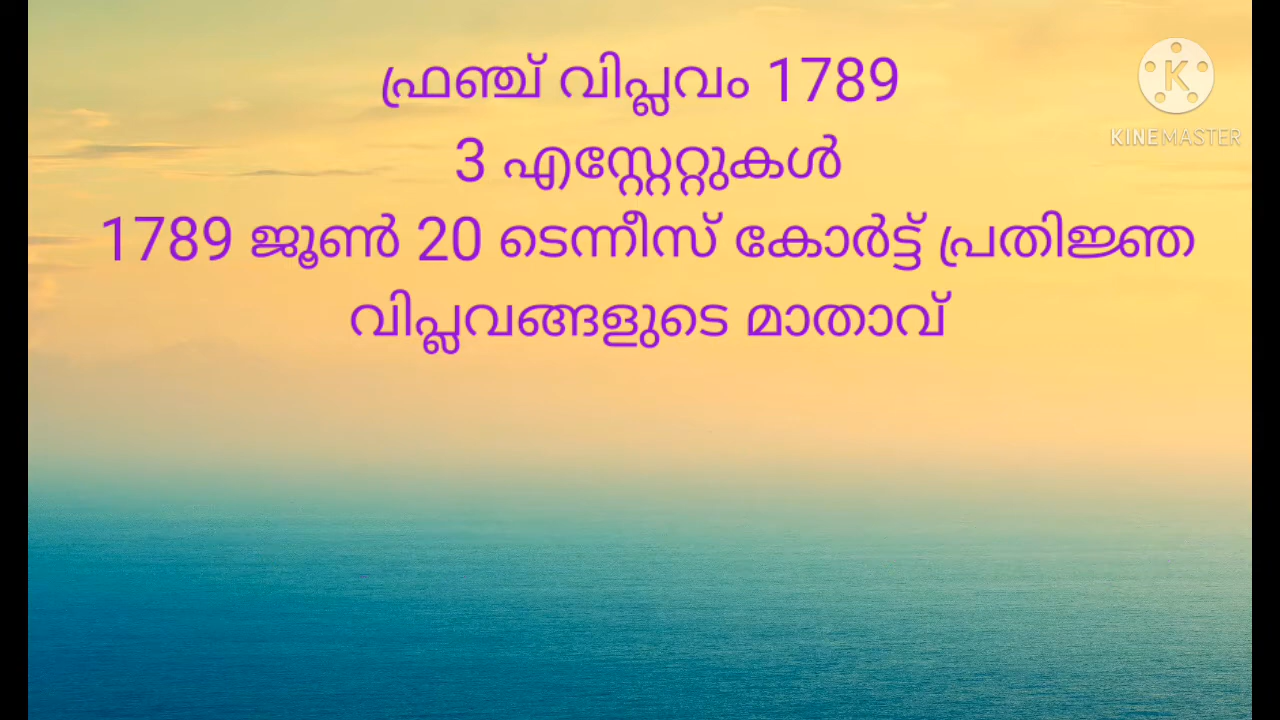 ഫ്രഞ്ച് വിപ്ലവം 1789
3 എസ്റ്റേറ്റുകൾ
1789 ജൂൺ 20 ടെന്നീസ് കോർട്ട് പ്രതിജ്ഞ
വിപ്ലവങ്ങളുടെ മാതാവ്
K
KINEMASTER